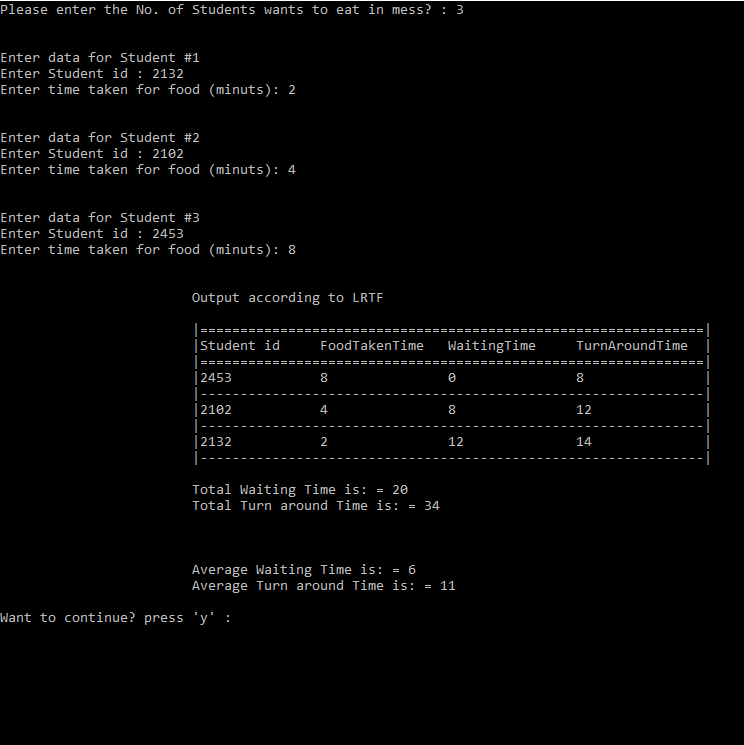 Please enter the No. of Students wants to eat in mess? : 3
Enter data for Student #1
Enter Student id : 2132
Enter time taken for food (minuts): 2
Enter data for Student #2
Enter Student id : 2102
Enter time taken for food (minuts): 4
Enter data for Student #3
Enter Student id : 2453
Enter time taken for food (minuts): 8
Output according to LRTF
|===============================================================|
|Student id     FoodTakenTime   WaitingTime     TurnAroundTime  |
|===============================================================|
|2453           8               0               8               |
|---------------------------------------------------------------|
|2102           4               8               12              |
|---------------------------------------------------------------|
|2132           2               12              14              |
|---------------------------------------------------------------|
Total Waiting Time is: = 20
Total Turn around Time is: = 34
Average Waiting Time is: = 6
Average Turn around Time is: = 11
Want to continue? press 'y' :